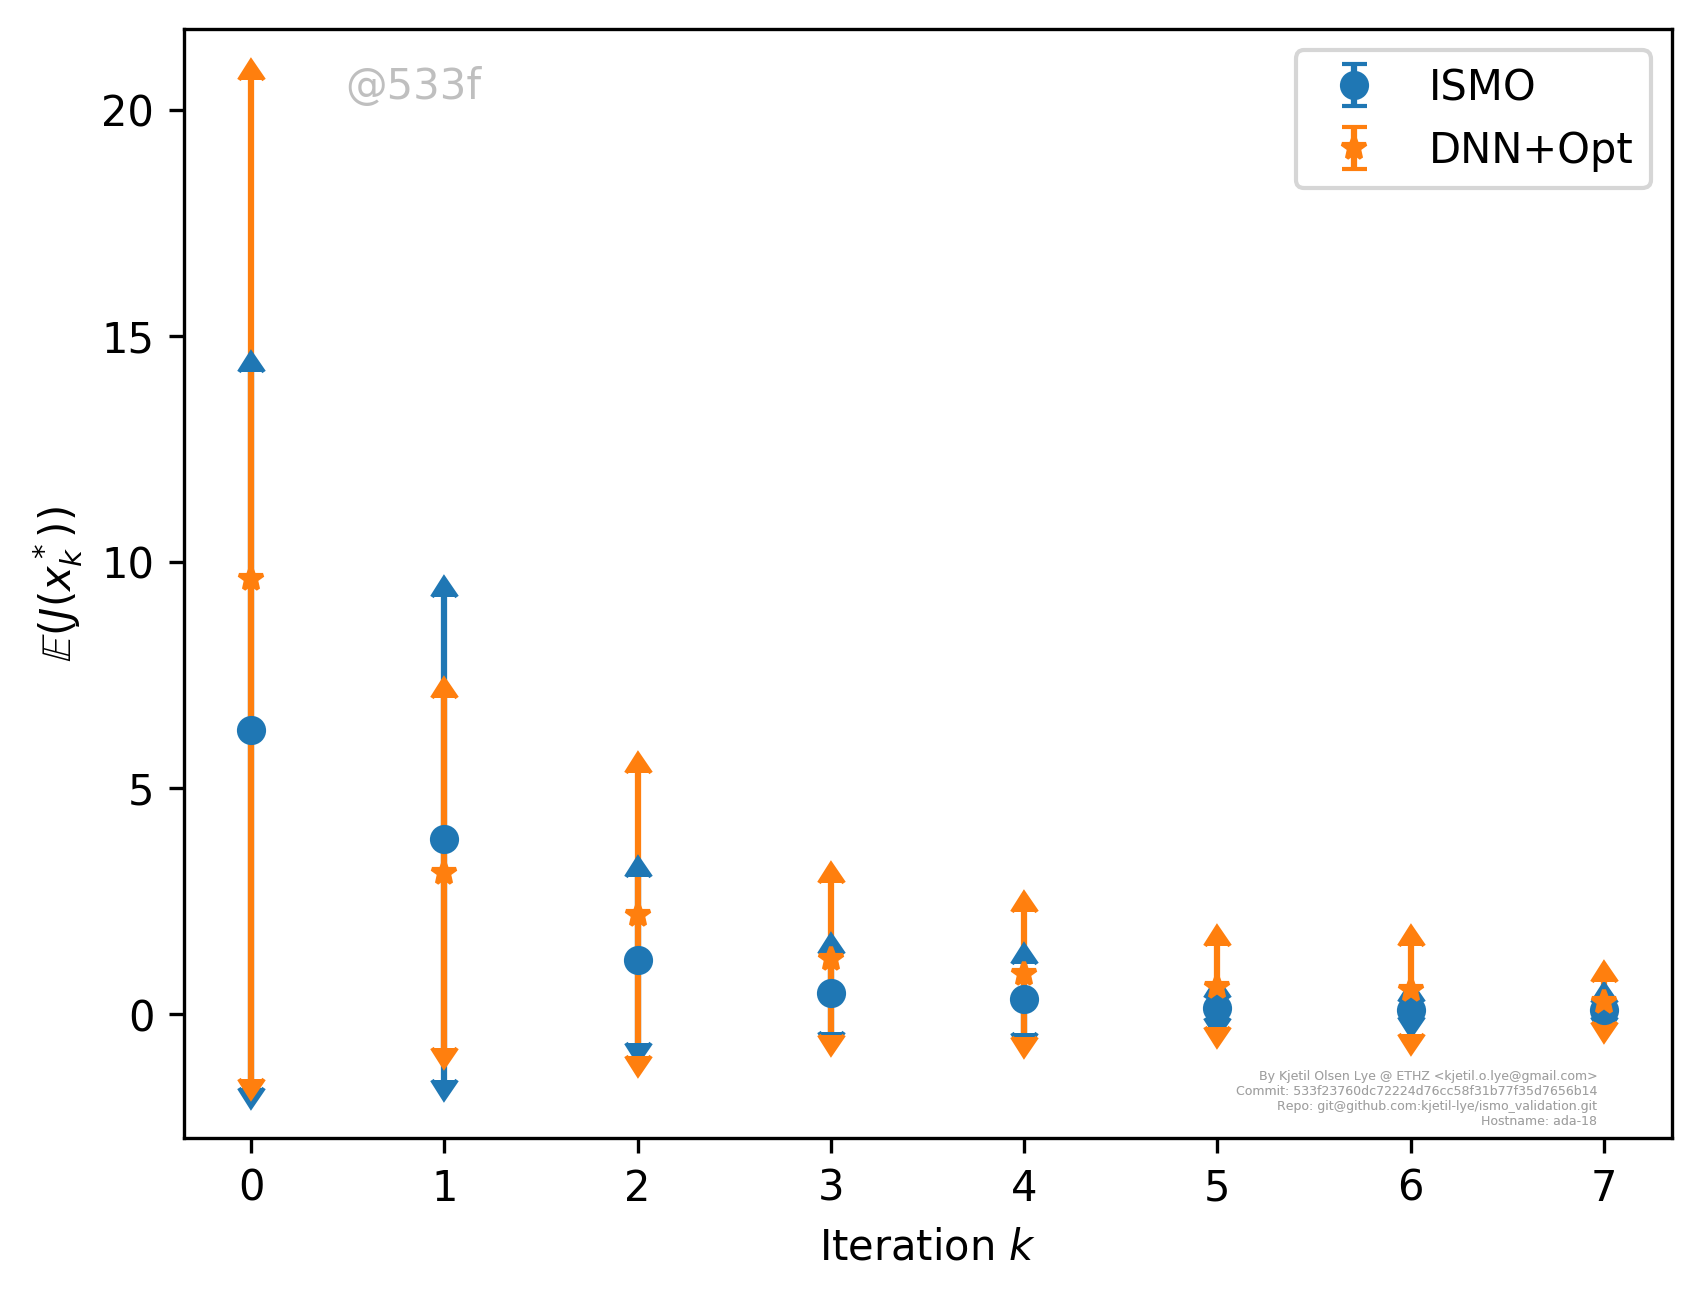 @533f
ISMO
DNN+Opt
20
15
10
5
0
𝔼(J(x*k))
By Kjetil Olsen Lye @ ETHZ <kjetil.o.lye@gmail.com>
Commit: 533f23760dc72224d76cc58f31b77f35d7656b14
Repo: git@github.com:kjetil-lye/ismo_validation.git
Hostname: ada-18
0 1 2 3 4 5 6 7
Iteration k